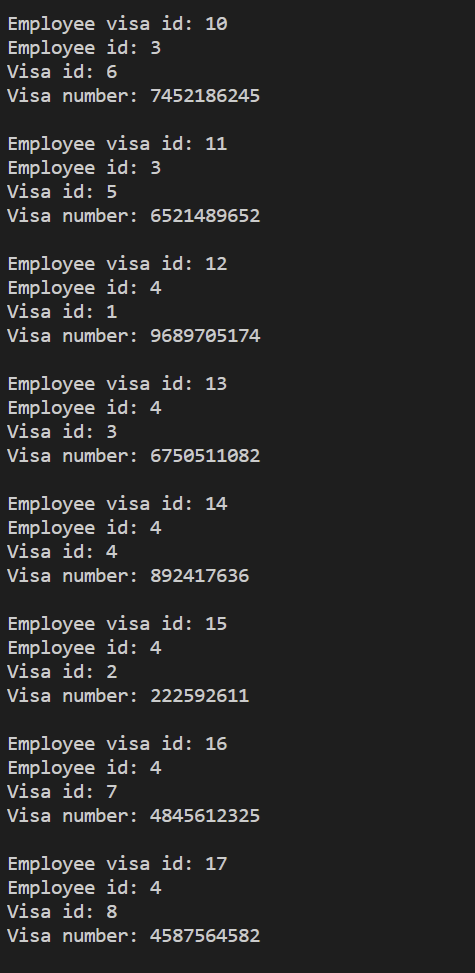 Employee visa id: 10
Employee id: 3
Visa id: 6
Visa number: 7452186245
Employee visa id: 11
Employee id: 3
Visa id: 5
Visa number: 6521489652
Employee visa id: 12
Employee id: 4
Visa id: 1
Visa number: 9689705174
Employee visa id: 13
Employee id: 4
Visa id: 3
Visa number: 6750511082
Employee visa id: 14
Employee id: 4
Visa id: 4
Visa number: 892417636
Employee visa id: 15
Employee id: 4
Visa id: 2
Visa number: 222592611
Employee visa id: 16
Employee id: 4
Visa id: 7
Visa number: 4845612325
Employee visa id: 17
Employee id: 4
Visa id: 8
Visa number: 4587564582